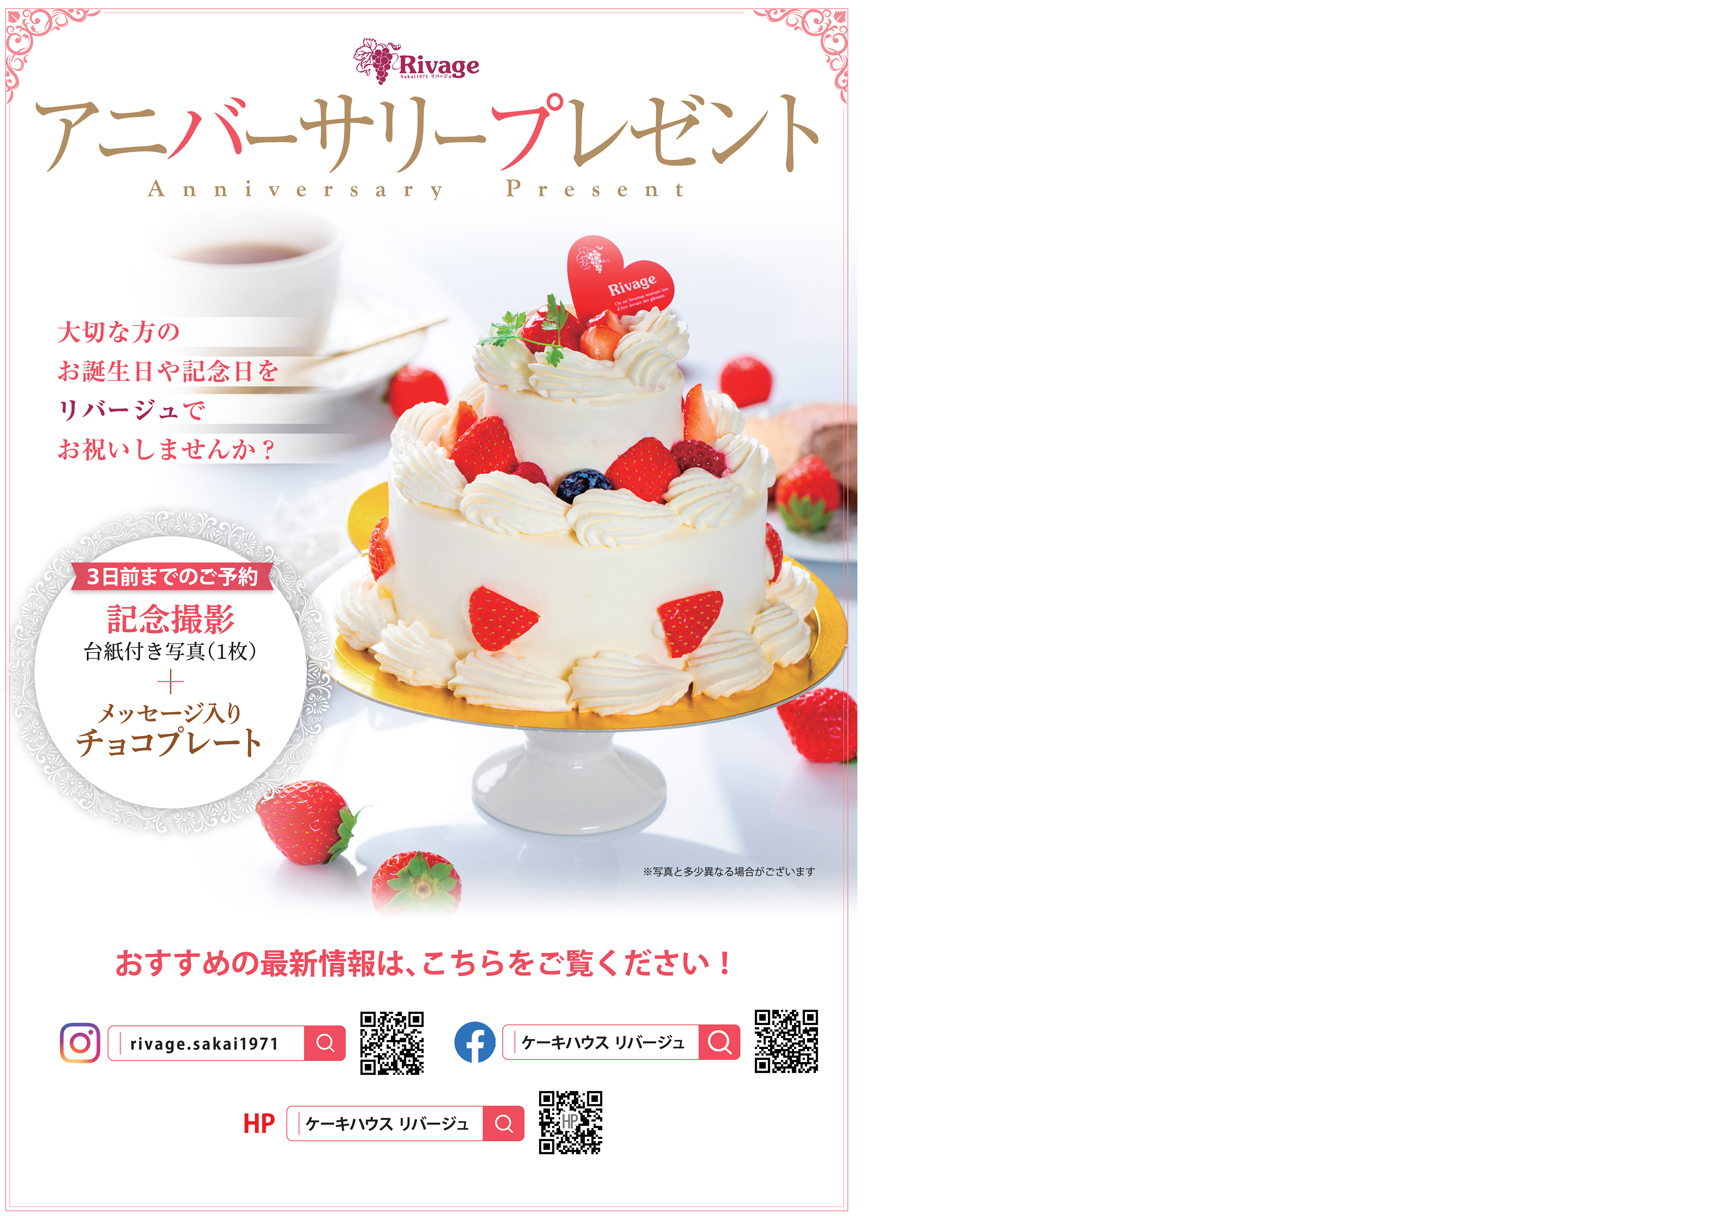 Rivage
Sakai1971 リバージュ
アニバーサリープレゼント
Anniversary Present
Rivage
大切な方の
お誕生日や記念日を
リバージュで
お祝いしませんか？
3日前までのご予約
記念撮影
台紙付き写真(1枚)
＋
メッセージ入り
チョコプレート
※写真と多少異なる場合がございます
おすすめの最新情報は、こちらをご覧ください！
rivage.sakai1971
ケーキハウス リバージュ
HP
ケーキハウス リバージュ
HP